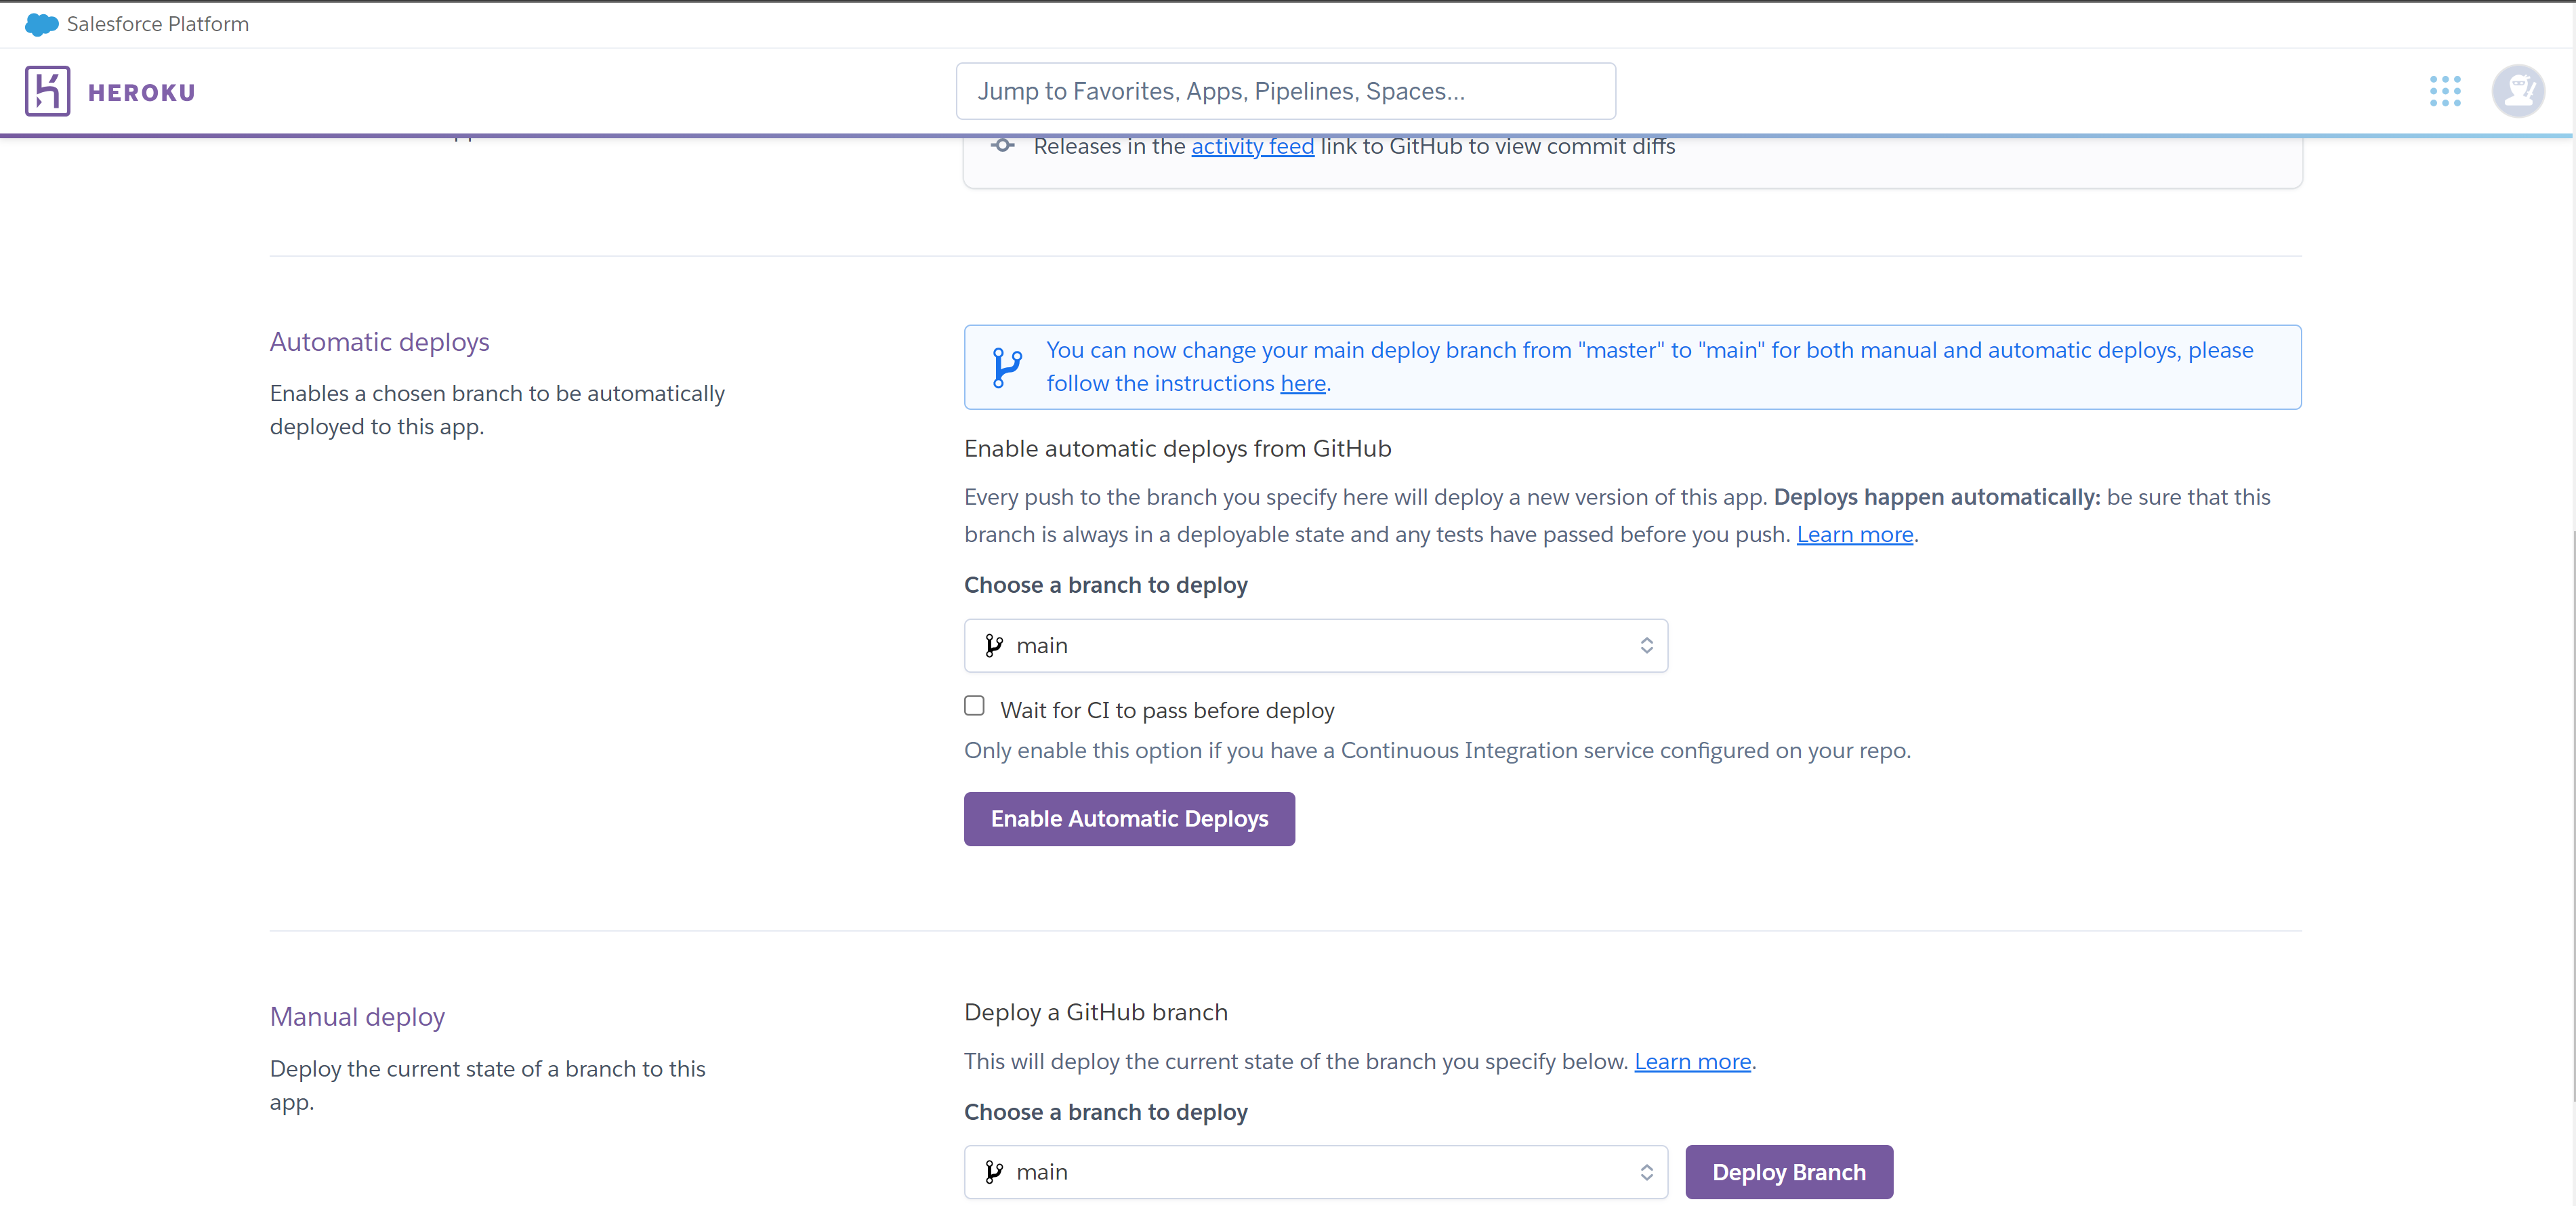 Salesforce Platform
HEROKU
Jump to Favorites, Apps, Pipelines, Spaces...
Releases in the activity feed link to GitHub to view commit diffs
Automatic deploys
Enables a chosen branch to be automatically
deployed to this app.
You can now change your main deploy branch from "master" to "main" for both manual and automatic deploys, please
follow the instructions here.
Enable automatic deploys from GitHub
Every push to the branch you specify here will deploy a new version of this app. Deploys happen automatically: be sure that this
branch is always in a deployable state and any tests have passed before you push. Learn more.
Choose a branch to deploy
main
Wait for CI to pass before deploy
Only enable this option if you have a Continuous Integration service configured on your repo.
Enable Automatic Deploys
Manual deploy
Deploy the current state of a branch to this
app.
Deploy a GitHub branch
This will deploy the current state of the branch you specify below. Learn more.
Choose a branch to deploy
main
Deploy Branch